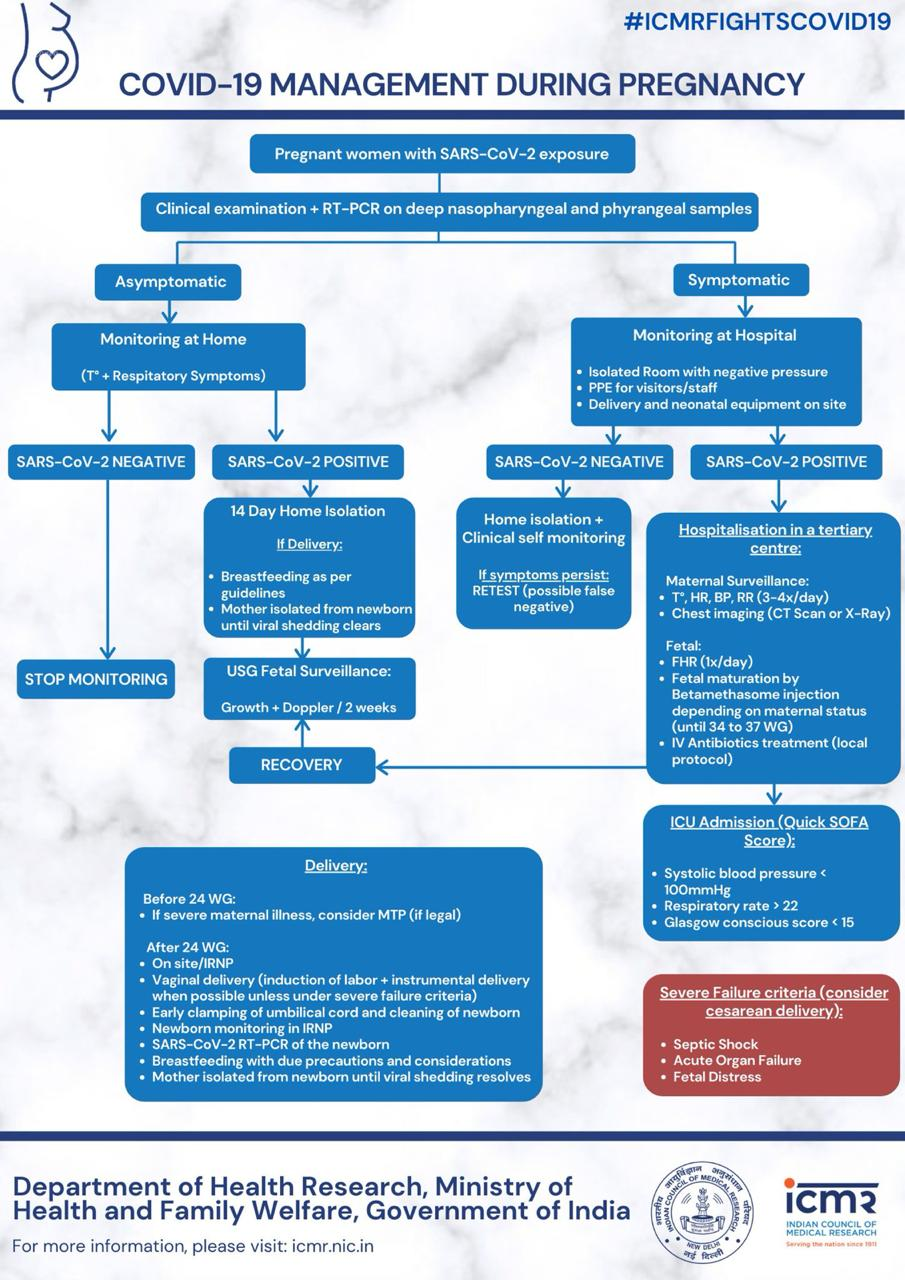 #ICMRFIGHTSCOVID19
COVID-19 MANAGEMENT DURING PREGNANCY
Pregnant women with SARS-CoV-2 exposure
Clinical examination + RT-PCR on deep nasopharyngeal and phyrangeal samples
Asymptomatic
Symptomatic
Monitoring at Home
(T° + Respitatory Symptoms)
Monitoring at Hospital
• Isolated Room with negative pressure
• PPE for visitors/staff
• Delivery and neonatal equipment on site
SARS-CoV-2 NEGATIVE
SARS-CoV-2 POSITIVE
SARS-CoV-2 NEGATIVE
SARS-CoV-2 POSITIVE
14 Day Home Isolation
If Delivery:
• Breastfeeding as per
guidelines
• Mother isolated from newborn
until viral shedding clears
Home isolation +
Clinical self monitoring
If symptoms persist:
RETEST (possible false
negative)
Hospitalisation in a tertiary
centre:
Maternal Surveillance:
• T°, HR, BP, RR (3-4x/day)
• Chest imaging (CT Scan or X-Ray)
Fetal:
• FHR (1x/day)
• Fetal maturation by
Betamethasome injection
depending on maternal status
(until 34 to 37 WG)
• IV Antibiotics treatment (local
protocol)
STOP MONITORING
USG Fetal Surveillance:
Growth + Doppler / 2 weeks
RECOVERY
ICU Admission (Quick SOFA
Score):
• Systolic blood pressure <
100mmHg
• Respiratory rate > 22
• Glasgow conscious score < 15
Delivery:
Before 24 WG:
• If severe maternal illness, consider MTP (if legal)
After 24 WG:
• On site/IRNP
• Vaginal delivery (induction of labor + instrumental delivery
when possible unless under severe failure criteria)
• Early clamping of umbilical cord and cleaning of newborn
• Newborn monitoring in IRNP
• SARS-CoV-2 RT-PCR of the newborn
• Breastfeeding with due precautions and considerations
• Mother isolated from newborn until viral shedding resolves
Severe Failure criteria (consider
cesarean delivery):
• Septic Shock
• Acute Organ Failure
• Fetal Distress
Department of Health Research, Ministry of
Health and Family Welfare, Government of India
For more information, please visit: icmr.nic.in
भारतीय आयुर्विज्ञान अनुसंधान परिषद
INDIAN COUNCIL OF MEDICAL RESEARCH
NEW DELHI
नई दिल्ली
icmr
INDIAN COUNCIL OF
MEDICAL RESEARCH
Serving the nation since 1911